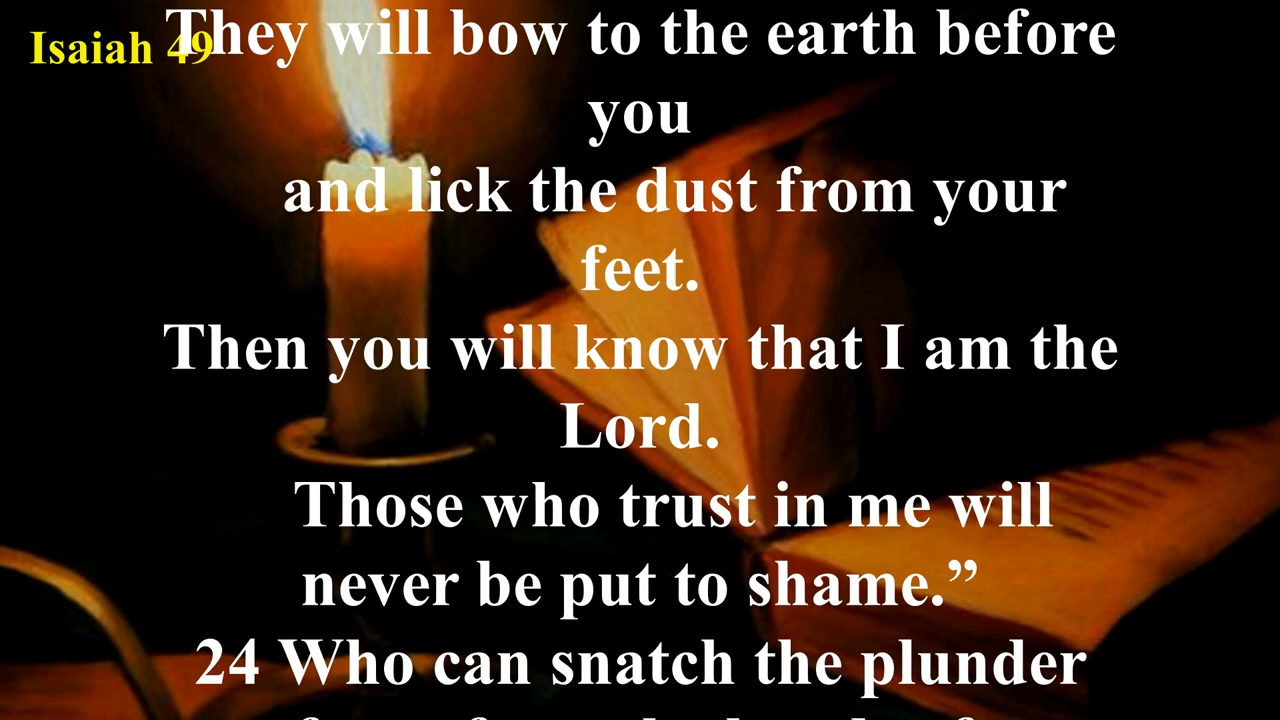 Isaiah 49
They will bow to the earth before
you
and lick the dust from your
feet.
Then you will know that I am the
Lord.
Those who trust in me will
never be put to shame.”
24 Who can snatch the plunder